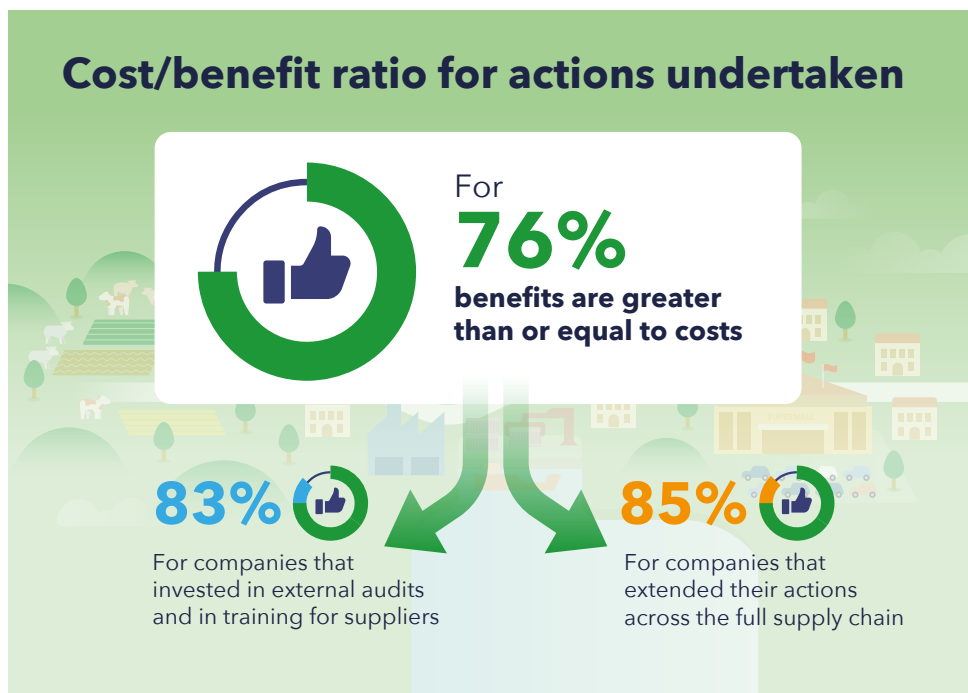 Cost/benefit ratio for actions undertaken
For
76%
benefits are greater
than or equal to costs
83%
For companies that
invested in external audits
and in training for suppliers
85%
For companies that
extended their actions
across the full supply chain